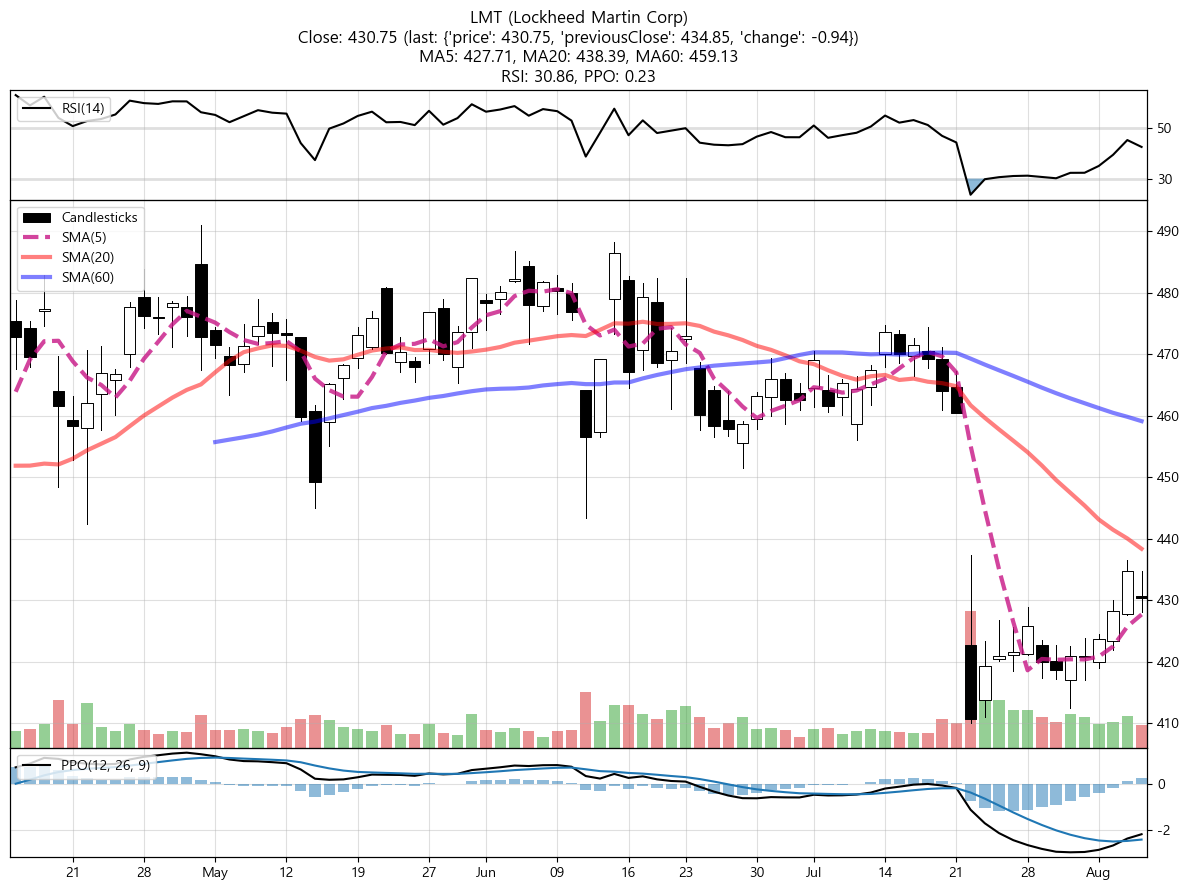 LMT (Lockheed Martin Corp)
Close: 430.75 (last: {'price': 430.75, 'previousClose': 434.85, 'change': -0.94})
MA5: 427.71, MA20: 438.39, MA60: 459.13
RSI: 30.86, PPO: 0.23
RSI(14)
50
30
Candlesticks
SMA(5)
SMA(20)
SMA(60)
490
480
470
460
450
440
430
420
410
PPO(12, 26, 9)
0
-2
21 28 May 12 19 27 Jun 09 16 23 30 Jul 14 21 28 Aug